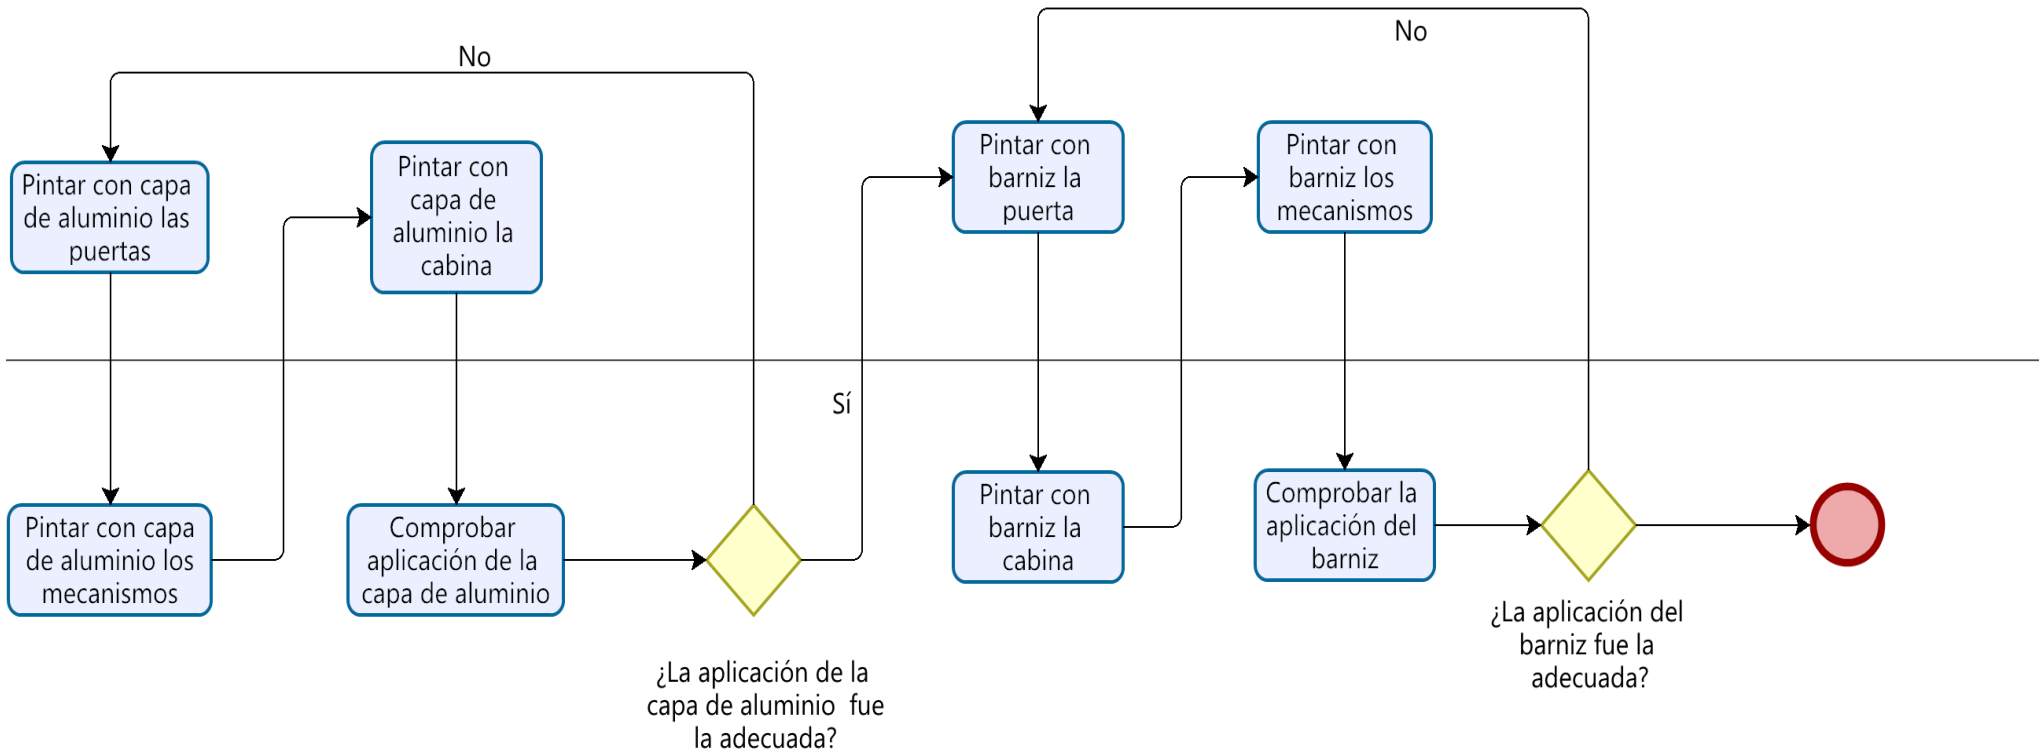 No
No
Pintar con capa
de aluminio las
puertas
Pintar con
capa de
aluminio la
cabina
Pintar con
barniz la
puerta
Pintar con
barniz los
mecanismos
Sí
Pintar con capa
de aluminio los
mecanismos
Comprobar
aplicación de la
capa de aluminio
Pintar con
barniz la
cabina
Comprobar la
aplicación del
barniz
¿La aplicación de la
capa de aluminio  fue
la adecuada?
¿La aplicación del
barniz fue la
adecuada?